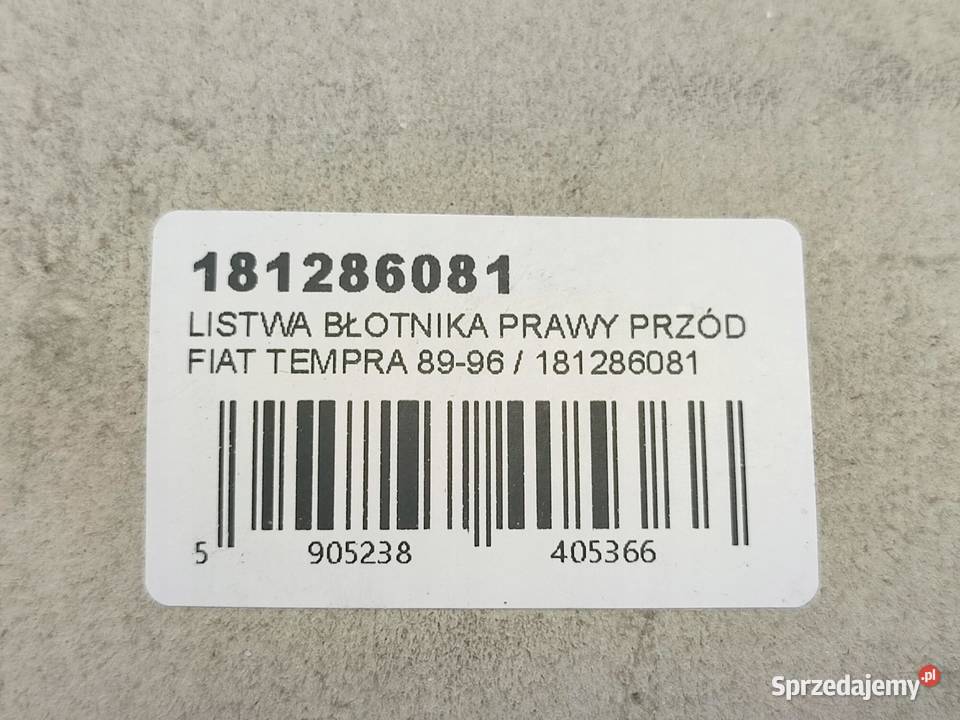 181286081
LISTWA BŁOTNIKA PRAWY PRZÓD
FIAT TEMPRA 89-96 / 181286081
5 905238 405366
Sprzedajemy.pl